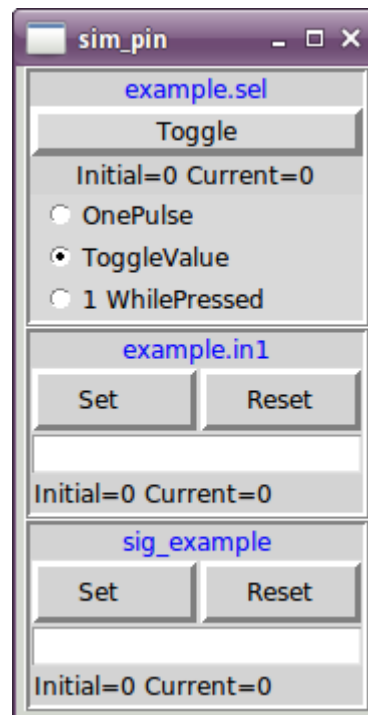 sim_pin
example.sel
Toggle
Initial=0 Current=0
OnePulse
ToggleValue
1 WhilePressed
example.in1
Set Reset
Initial=0 Current=0
sig_example
Set Reset
Initial=0 Current=0